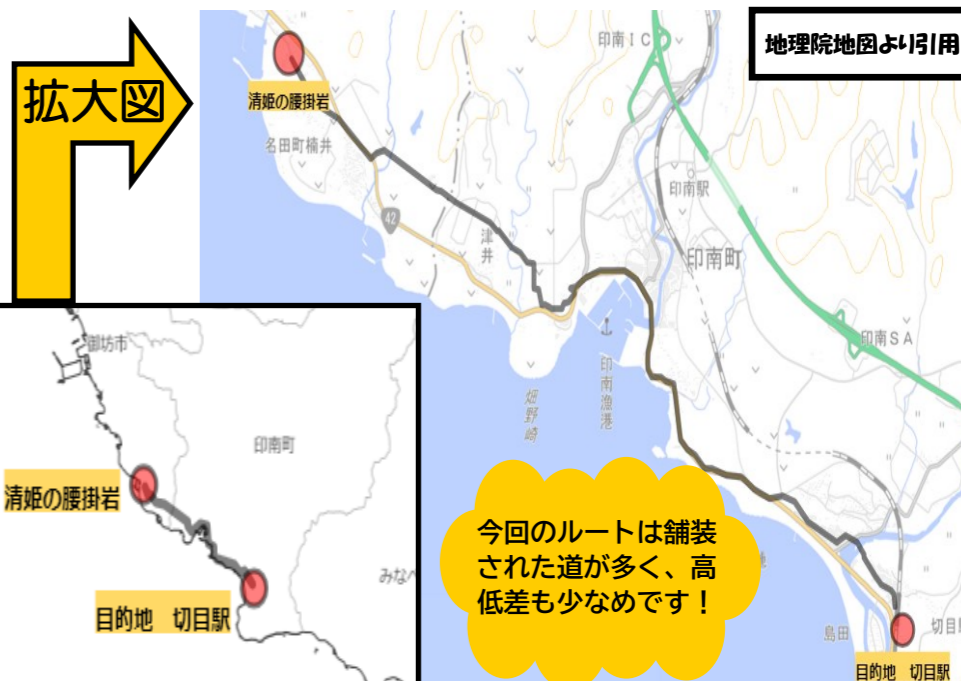 拡大図
地理院地図より引用
印南IC
清姫の腰掛岩
名田町楠井
印南駅
42
津井
印南町
印南SA
畑野崎
印南漁港
御坊市
印南町
清姫の腰掛岩
みなべ
目的地 切目駅
今回のルートは舗装
された道が多く、高
低差も少なめです!
島田
切目
目的地 切目駅